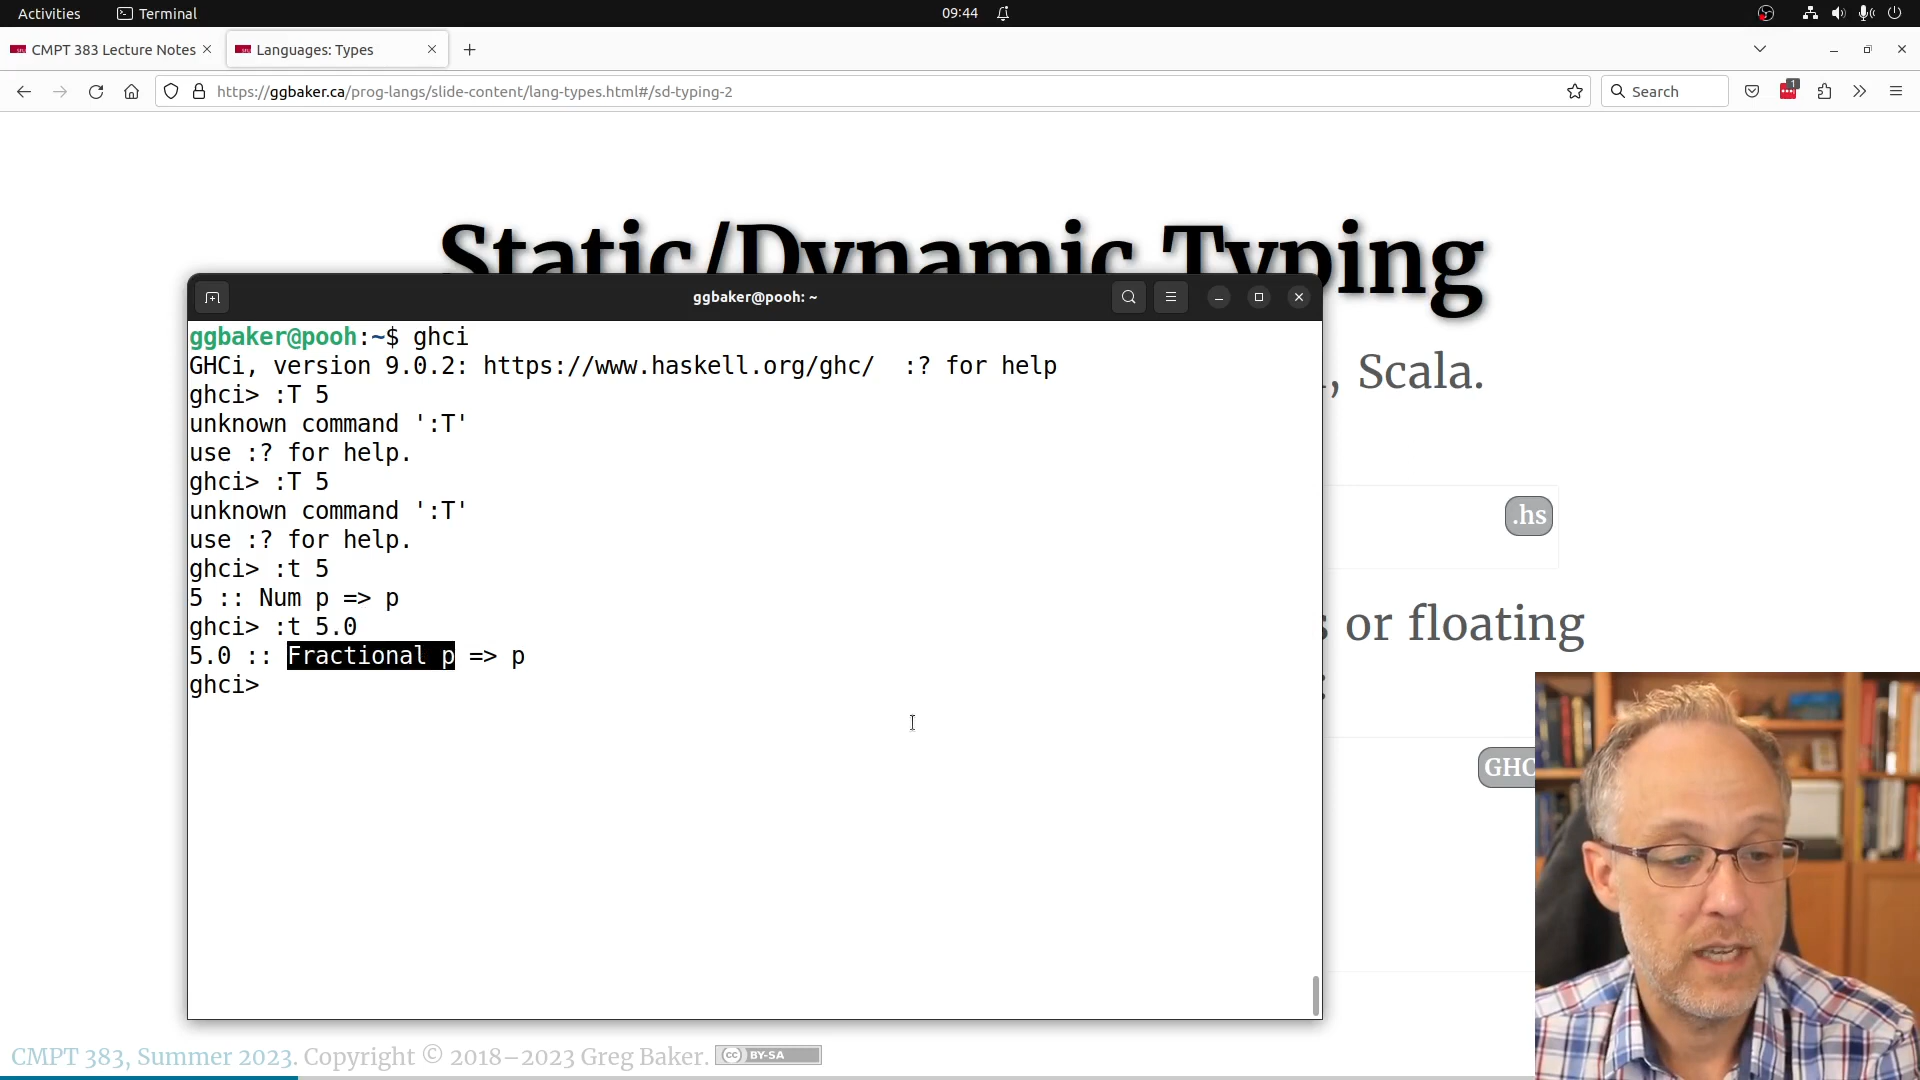 Activities
Terminal
09:44
CMPT 383 Lecture Notes
Languages: Types
https://ggbaker.ca/prog-langs/slide-content/lang-types.html#/sd-typing-2
Search
1
Static/Dynamic Typing
ggbaker@pooh: ~
ggbaker@pooh:~$ ghci
GHCi, version 9.0.2: https://www.haskell.org/ghc/  :? for help
, Scala.
ghci> :T 5
unknown command ':T'
use :? for help.
ghci> :T 5
unknown command ':T'
.hs
use :? for help.
ghci> :t 5
5 :: Num p => p
ghci> :t 5.0
s or floating
5.0 :: Fractional p => p
ghci>
GHC
CMPT 383, Summer 2023. Copyright © 2018–2023 Greg Baker.
cc BY-SA